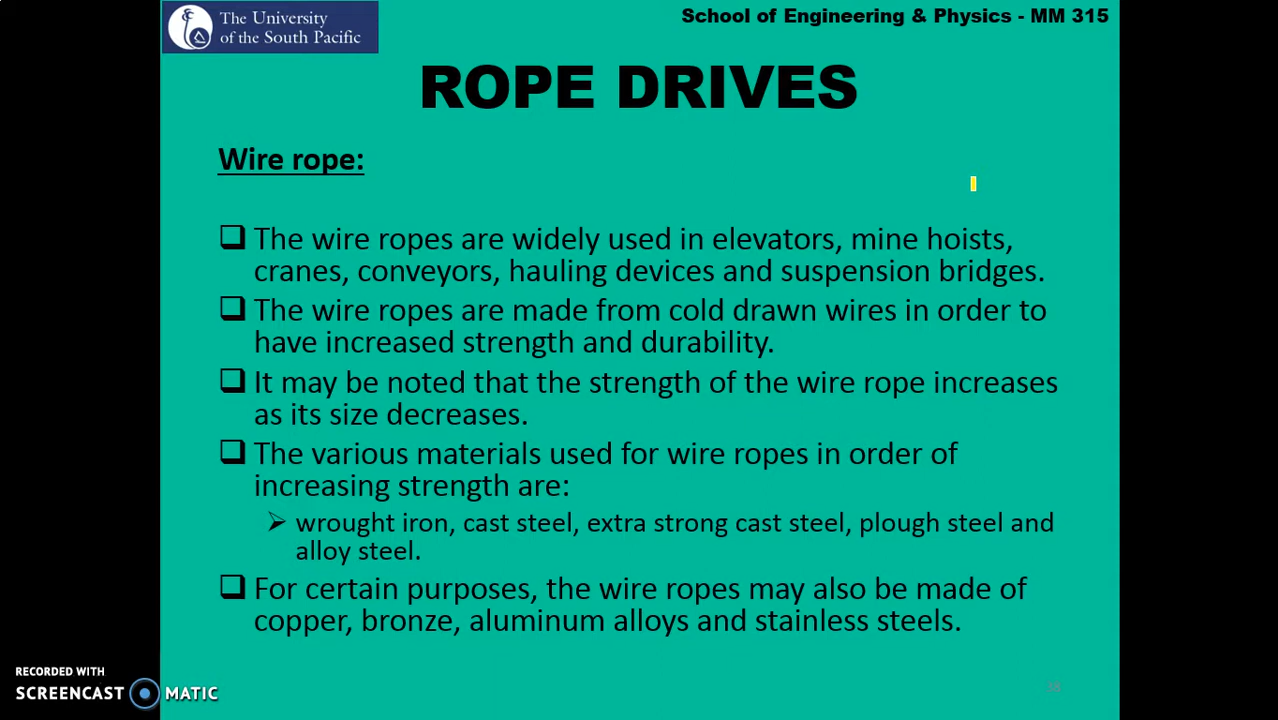 The University
of the South Pacific
School of Engineering & Physics - MM 315
ROPE DRIVES
Wire rope:
The wire ropes are widely used in elevators, mine hoists,
cranes, conveyors, hauling devices and suspension bridges.
The wire ropes are made from cold drawn wires in order to
have increased strength and durability.
It may be noted that the strength of the wire rope increases
as its size decreases.
The various materials used for wire ropes in order of
increasing strength are:
wrought iron, cast steel, extra strong cast steel, plough steel and
alloy steel.
For certain purposes, the wire ropes may also be made of
copper, bronze, aluminum alloys and stainless steels.
RECORDED WITH
SCREENCAST MATIC